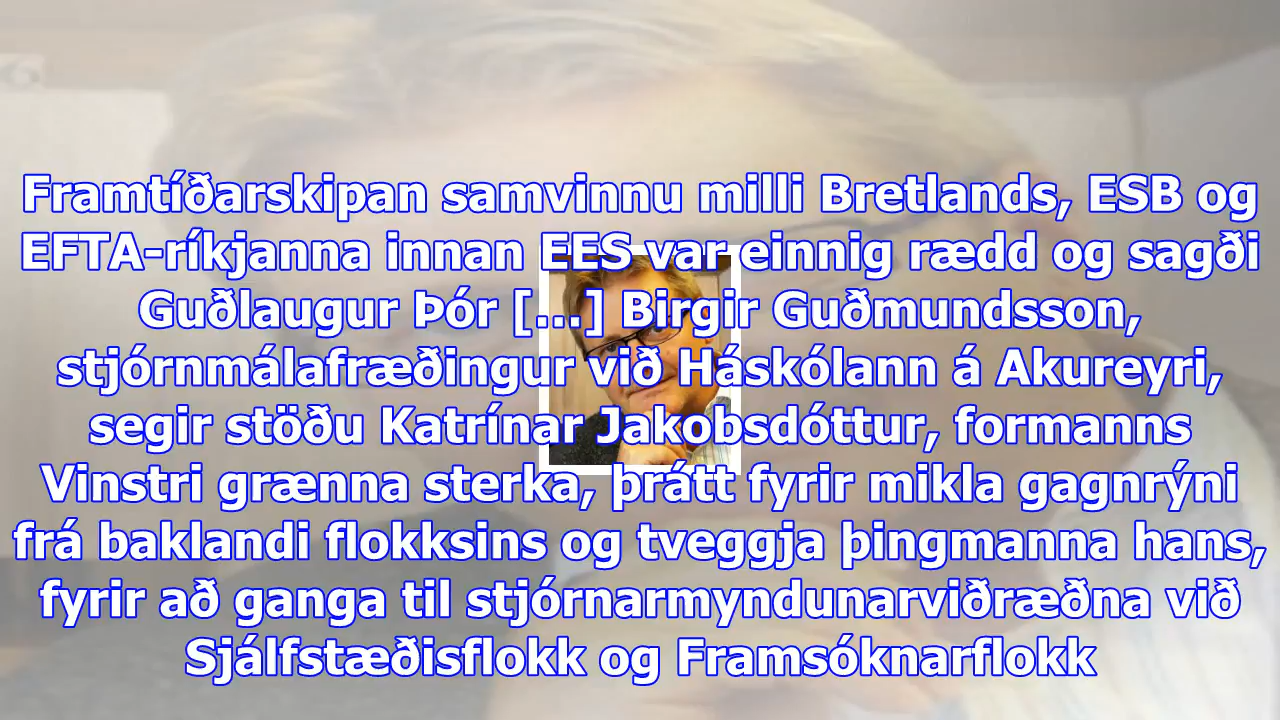 Framtíðarskipan samvinnu milli Bretlands, ESB og
EFTA-ríkjanna innan EES var einnig rædd og sagði
Guðlaugur Þór [...] Birgir Guðmundsson,
stjórnmálafræðingur við Háskólann á Akureyri,
segir stöðu Katrínar Jakobsdóttur, formanns
Vinstri grænna sterka, þrátt fyrir mikla gagnrýni
frá baklandi flokksins og tveggja þingmanna hans,
fyrir að ganga til stjórnarmyndunarviðræðna við
Sjálfstæðisflokk og Framsóknarflokk